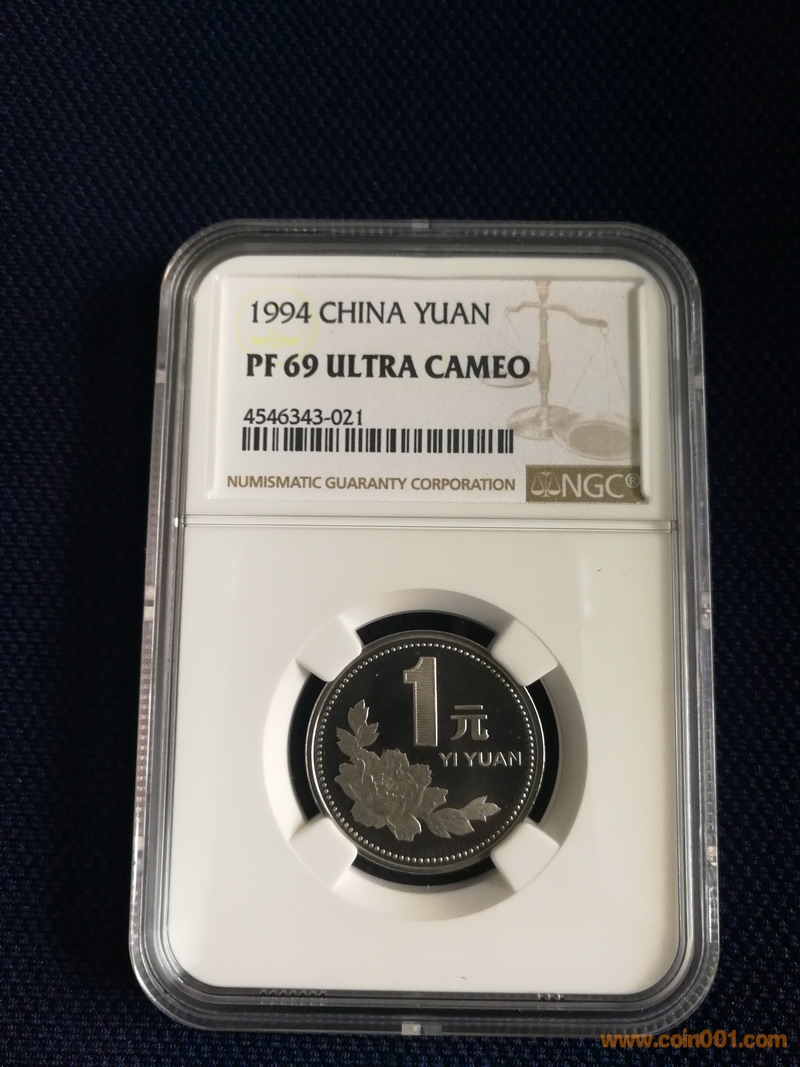 1994 CHINA YUAN
PF 69 ULTRA CAMEO
4546343-021
NUMISMATIC GUARANTY CORPORATION
NGC®
1元
YI YUAN
www.coin001.com